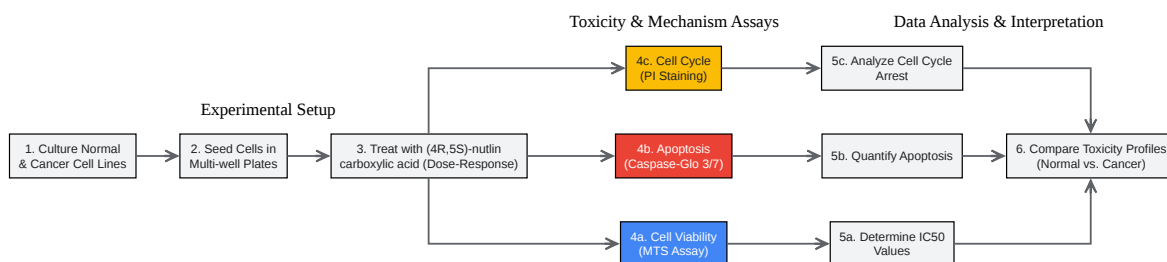 Toxicity & Mechanism Assays
Data Analysis & Interpretation
4c. Cell Cycle
(PI Staining)
5c. Analyze Cell Cycle
Arrest
Experimental Setup
1. Culture Normal
& Cancer Cell Lines
2. Seed Cells in
Multi-well Plates
3. Treat with (4R,5S)-nutlin
carboxylic acid (Dose-Response)
4b. Apoptosis
(Caspase-Glo 3/7)
5b. Quantify Apoptosis
6. Compare Toxicity Profiles
(Normal vs. Cancer)
4a. Cell Viability
(MTS Assay)
5a. Determine IC50
Values